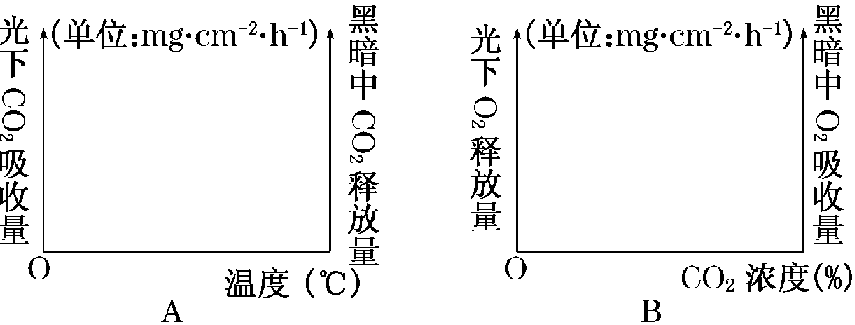 光下CO₂吸收量
(单位:mg·cm⁻²·h⁻¹)
黑暗中CO₂释放量
O
温度(℃)
A
光下O₂释放量
(单位:mg·cm⁻²·h⁻¹)
黑暗中O₂吸收量
O
CO₂浓度(%)
B